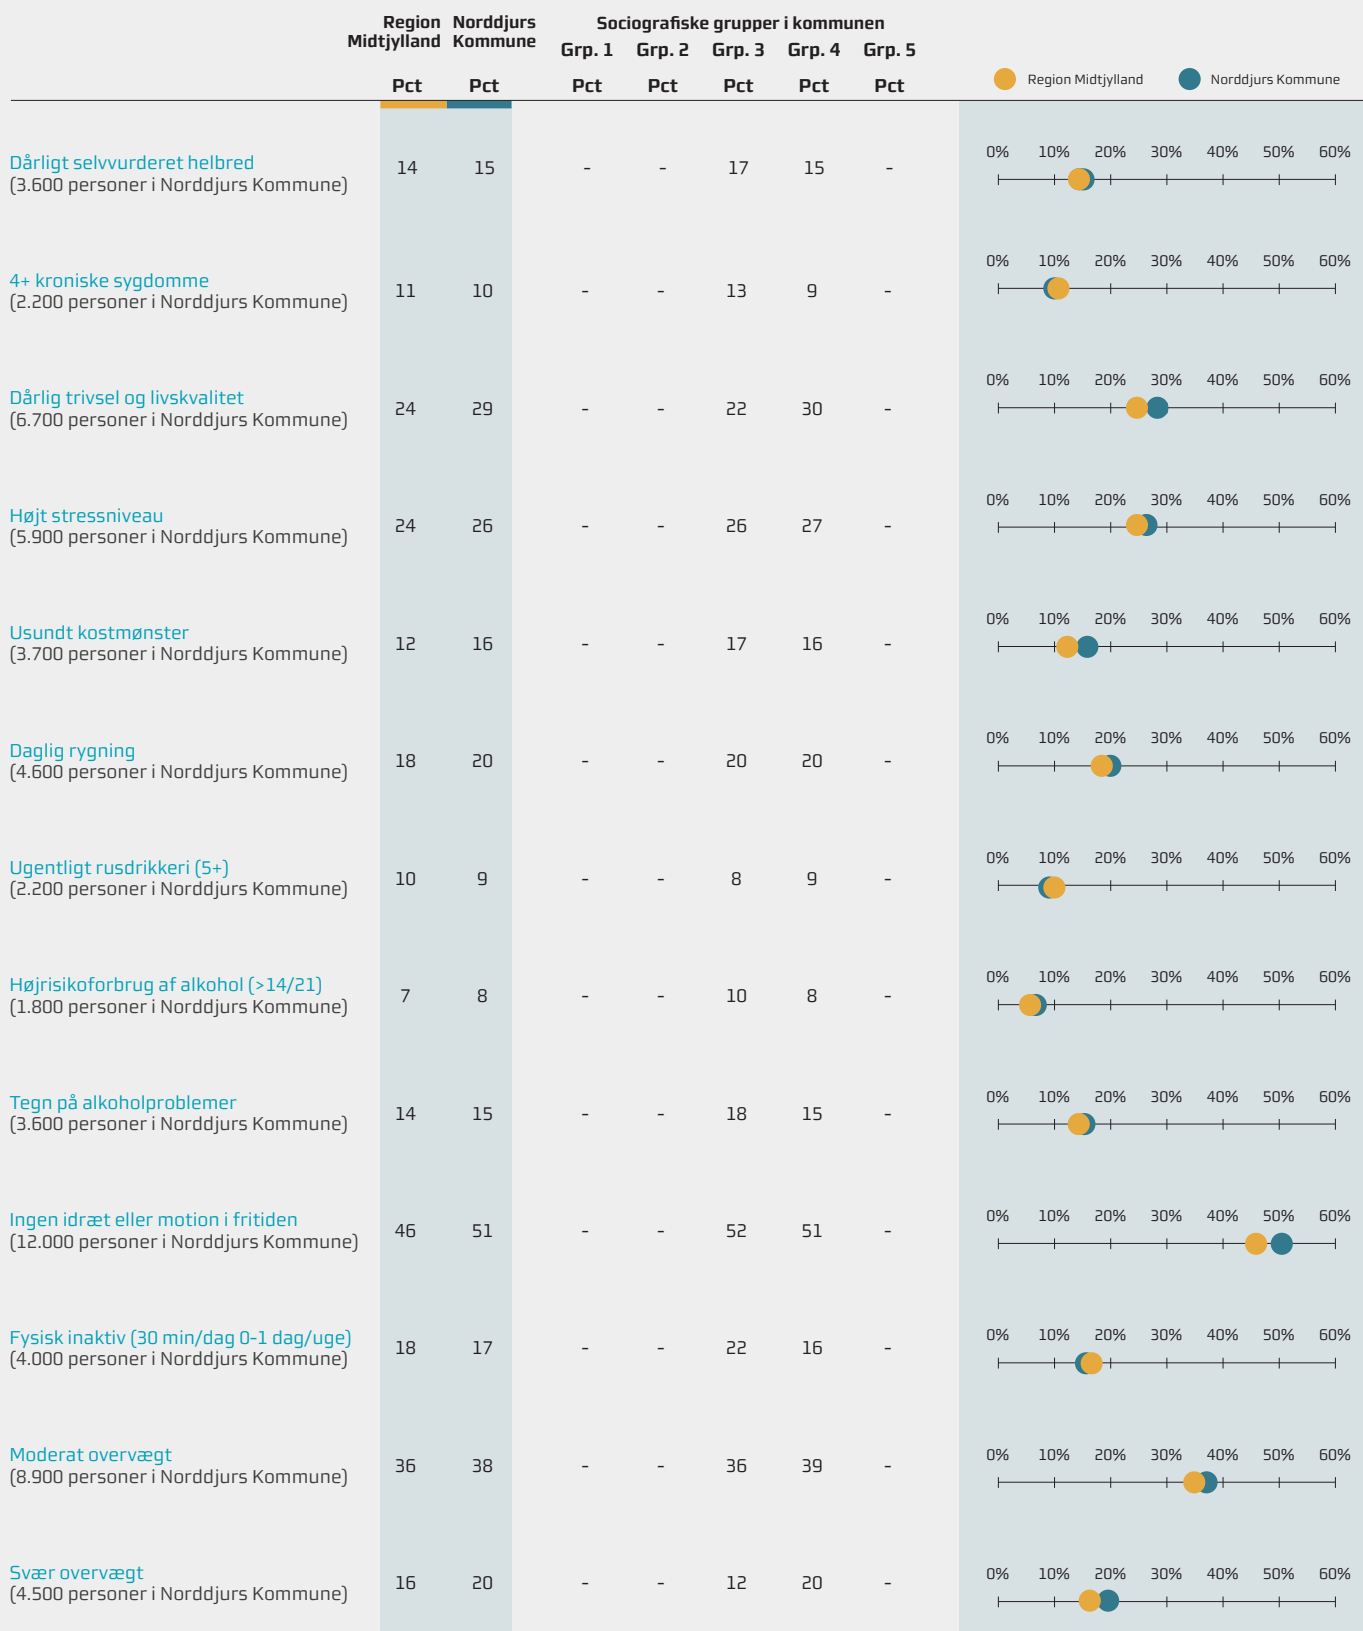 Region Norddjurs Sociografiske grupper i kommunen
Midtjylland Kommune Grp. 1 Grp. 2 Grp. 3 Grp. 4 Grp. 5
Pct Pct Pct Pct Pct Pct Pct Region Midtjylland Norddjurs Kommune
0% 10% 20% 30% 40% 50% 60%
Dårligt selvvurderet helbred 14 15 - - 17 15 -
(3.600 personer i Norddjurs Kommune)
0% 10% 20% 30% 40% 50% 60%
4+ kroniske sygdomme 11 10 - - 13 9 -
(2.200 personer i Norddjurs Kommune)
0% 10% 20% 30% 40% 50% 60%
Dårlig trivsel og livskvalitet 24 29 - - 22 30 -
(6.700 personer i Norddjurs Kommune)
0% 10% 20% 30% 40% 50% 60%
Højt stressniveau 24 26 - - 26 27 -
(5.900 personer i Norddjurs Kommune)
0% 10% 20% 30% 40% 50% 60%
Usundt kostmønster 12 16 - - 17 16 -
(3.700 personer i Norddjurs Kommune)
0% 10% 20% 30% 40% 50% 60%
Daglig rygning 18 20 - - 20 20 -
(4.600 personer i Norddjurs Kommune)
0% 10% 20% 30% 40% 50% 60%
Ugentligt rusdrikkeri (5+) 10 9 - - 8 9 -
(2.200 personer i Norddjurs Kommune)
0% 10% 20% 30% 40% 50% 60%
Højrisikoforbrug af alkohol (>14/21) 7 8 - - 10 8 -
(1.800 personer i Norddjurs Kommune)
0% 10% 20% 30% 40% 50% 60%
Tegn på alkoholproblemer 14 15 - - 18 15 -
(3.600 personer i Norddjurs Kommune)
0% 10% 20% 30% 40% 50% 60%
Ingen idræt eller motion i fritiden 46 51 - - 52 51 -
(12.000 personer i Norddjurs Kommune)
0% 10% 20% 30% 40% 50% 60%
Fysisk inaktiv (30 min/dag 0-1 dag/uge) 18 17 - - 22 16 -
(4.000 personer i Norddjurs Kommune)
0% 10% 20% 30% 40% 50% 60%
Moderat overvægt 36 38 - - 36 39 -
(8.900 personer i Norddjurs Kommune)
0% 10% 20% 30% 40% 50% 60%
Svær overvægt 16 20 - - 12 20 -
(4.500 personer i Norddjurs Kommune)